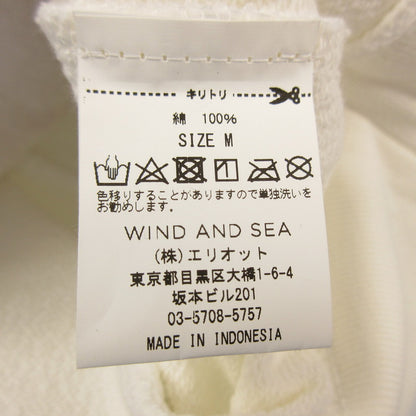 キリトリ
綿 100%
SIZE M
色移りすることがありますので単独洗いを
お勧めします。
WIND AND SEA
(株)エリオット
東京都目黒区大橋1-6-4
坂本ビル201
03-5708-5757
MADE IN INDONESIA